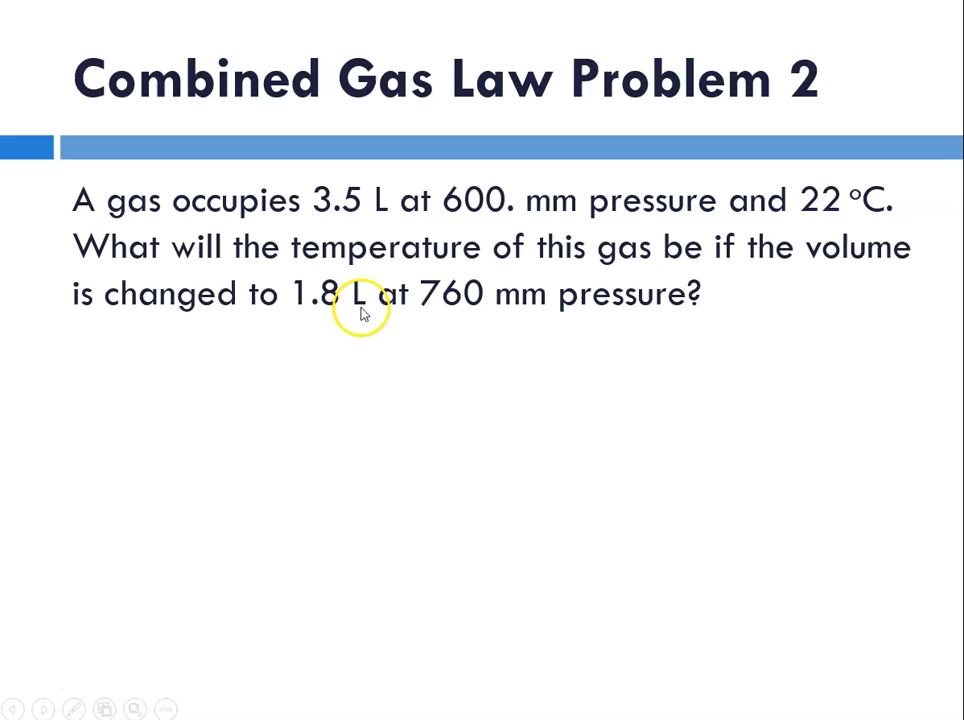 Combined Gas Law Problem 2
A gas occupies 3.5 L at 600. mm pressure and 22 ºC.
What will the temperature of this gas be if the volume
is changed to 1.8 L at 760 mm pressure?